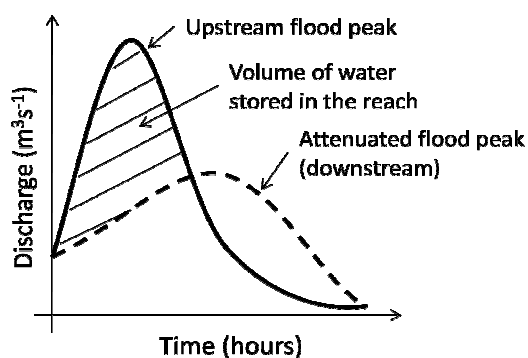 Upstream flood peak
Volume of water
stored in the reach
Attenuated flood peak
(downstream)
Discharge (m³s⁻¹)
Time (hours)